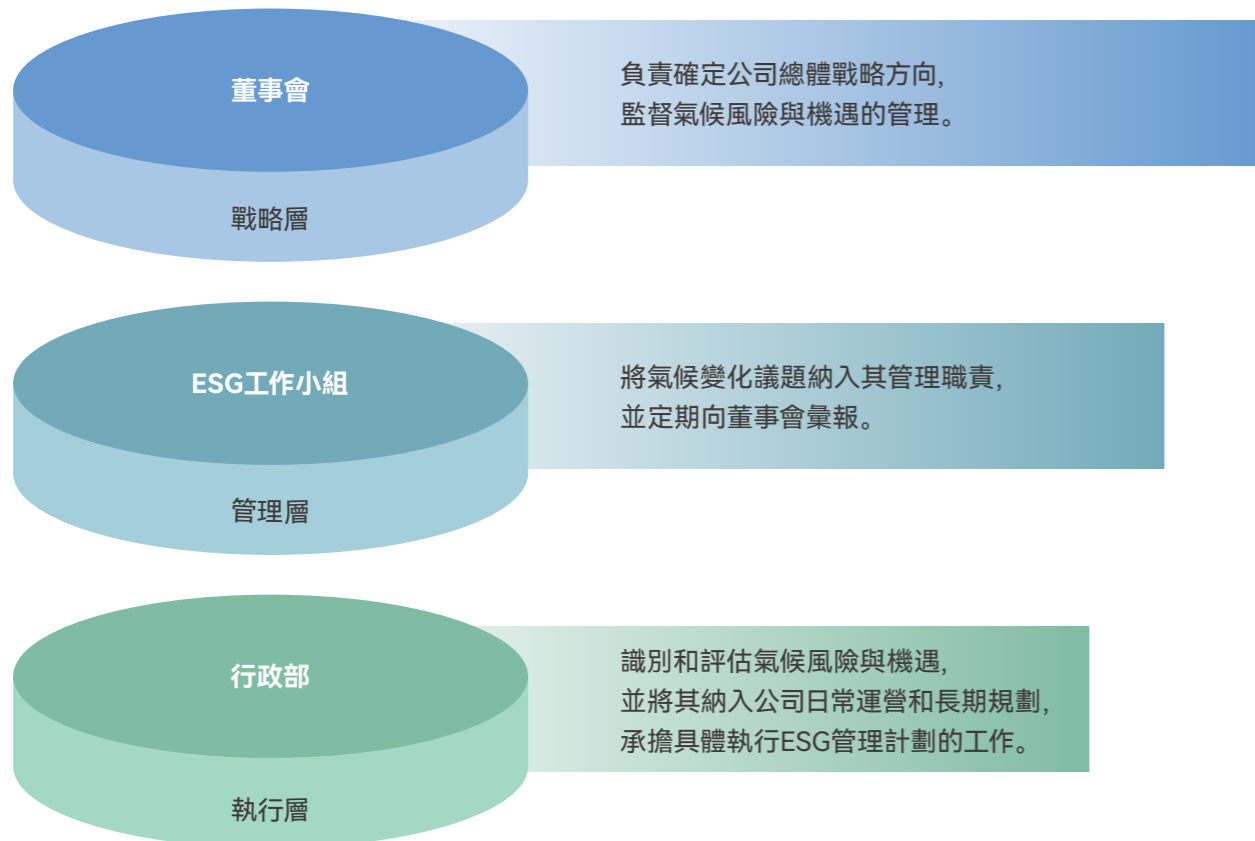 董事會
戰略層
負責確定公司總體戰略方向,
監督氣候風險與機遇的管理。
ESG工作小組
管理層
將氣候變化議題納入其管理職責,
並定期向董事會彙報。
行政部
執行層
識別和評估氣候風險與機遇,
並將其納入公司日常運營和長期規劃,
承擔具體執行ESG管理計劃的工作。